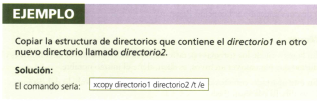 EJEMPLO
Copiar la estructura de directorios que contiene el directorio1 en otro
nuevo directorio llamado directorio2.
Solución:
El comando sería: xcopy directorio1 directorio2 /t /e